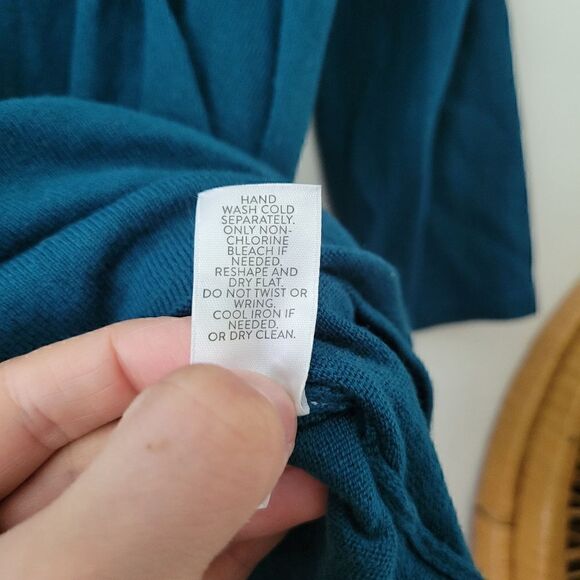 HAND
WASH COLD
SEPARATELY.
ONLY NON-
CHLORINE
BLEACH IF
NEEDED.
RESHAPE AND
DRY FLAT.
DO NOT TWIST OR
WRING.
COOL IRON IF
NEEDED.
OR DRY CLEAN.